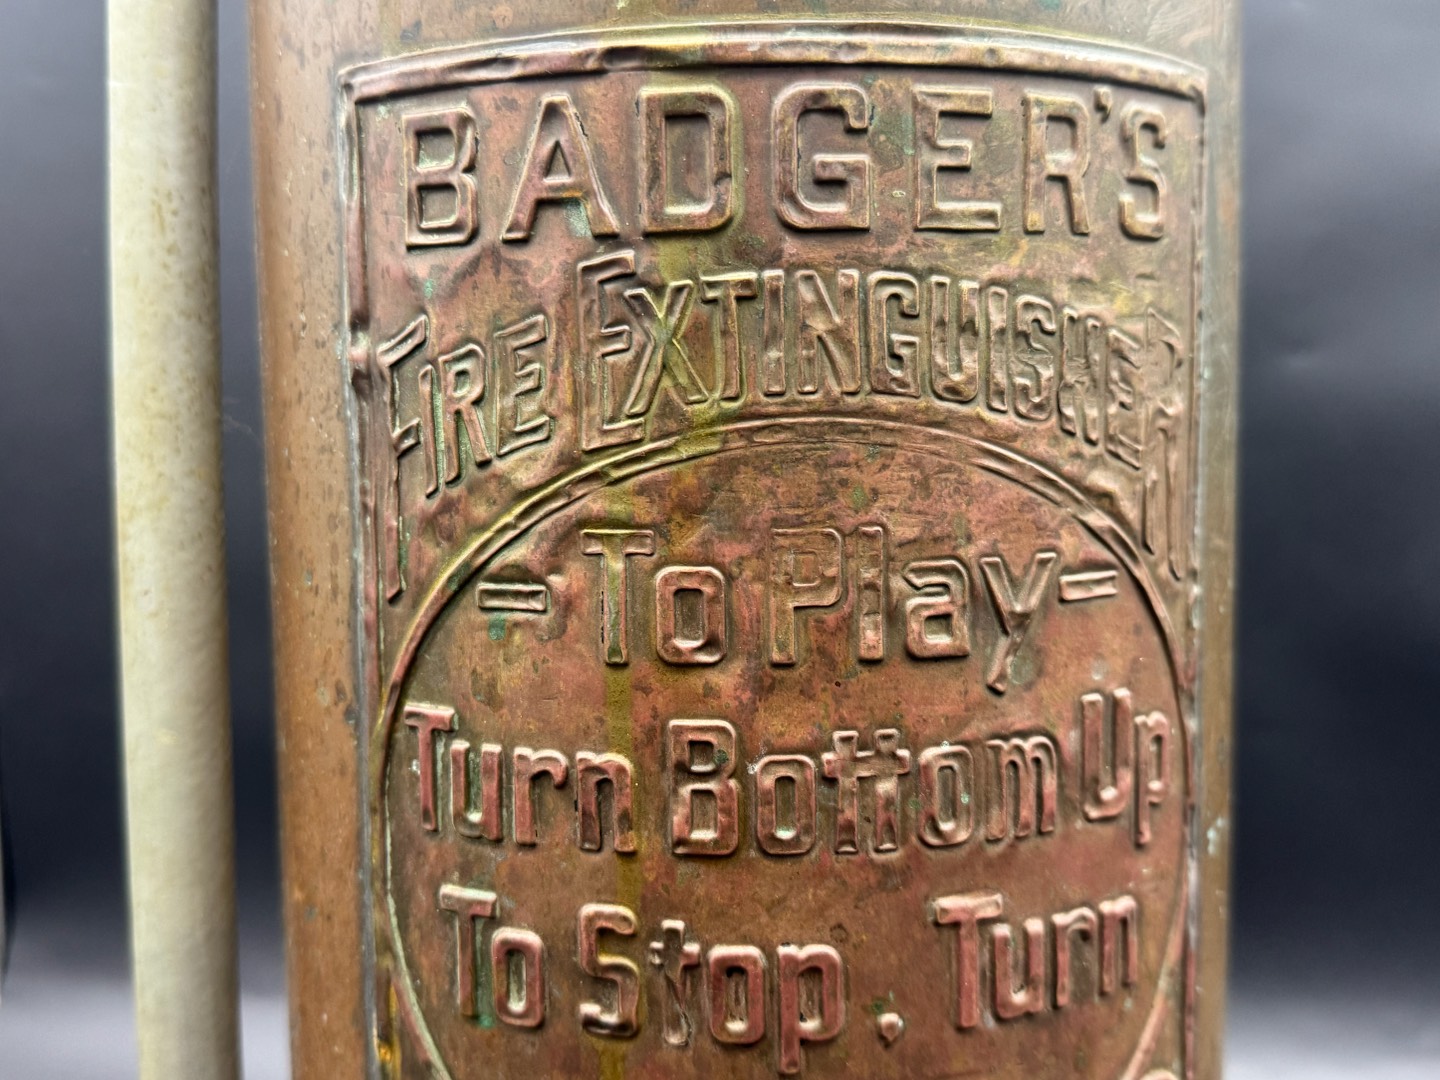 BADGER'S
FIRE EXTINGUISHER
- To Play -
Turn Bottom Up
To Stop. Turn